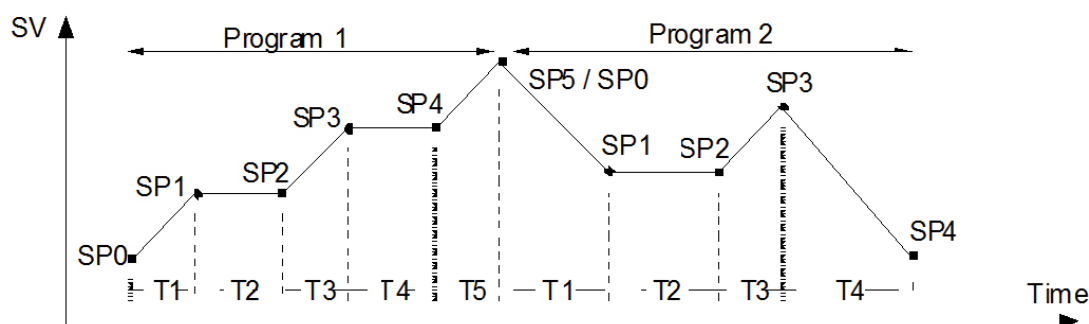 SV
Program 1
Program 2
SP5 / SP0
SP3
SP3
SP4
SP1
SP2
SP1
SP2
SP0
SP4
T1
T2
T3
T4
T5
T1
T2
T3
T4
Time